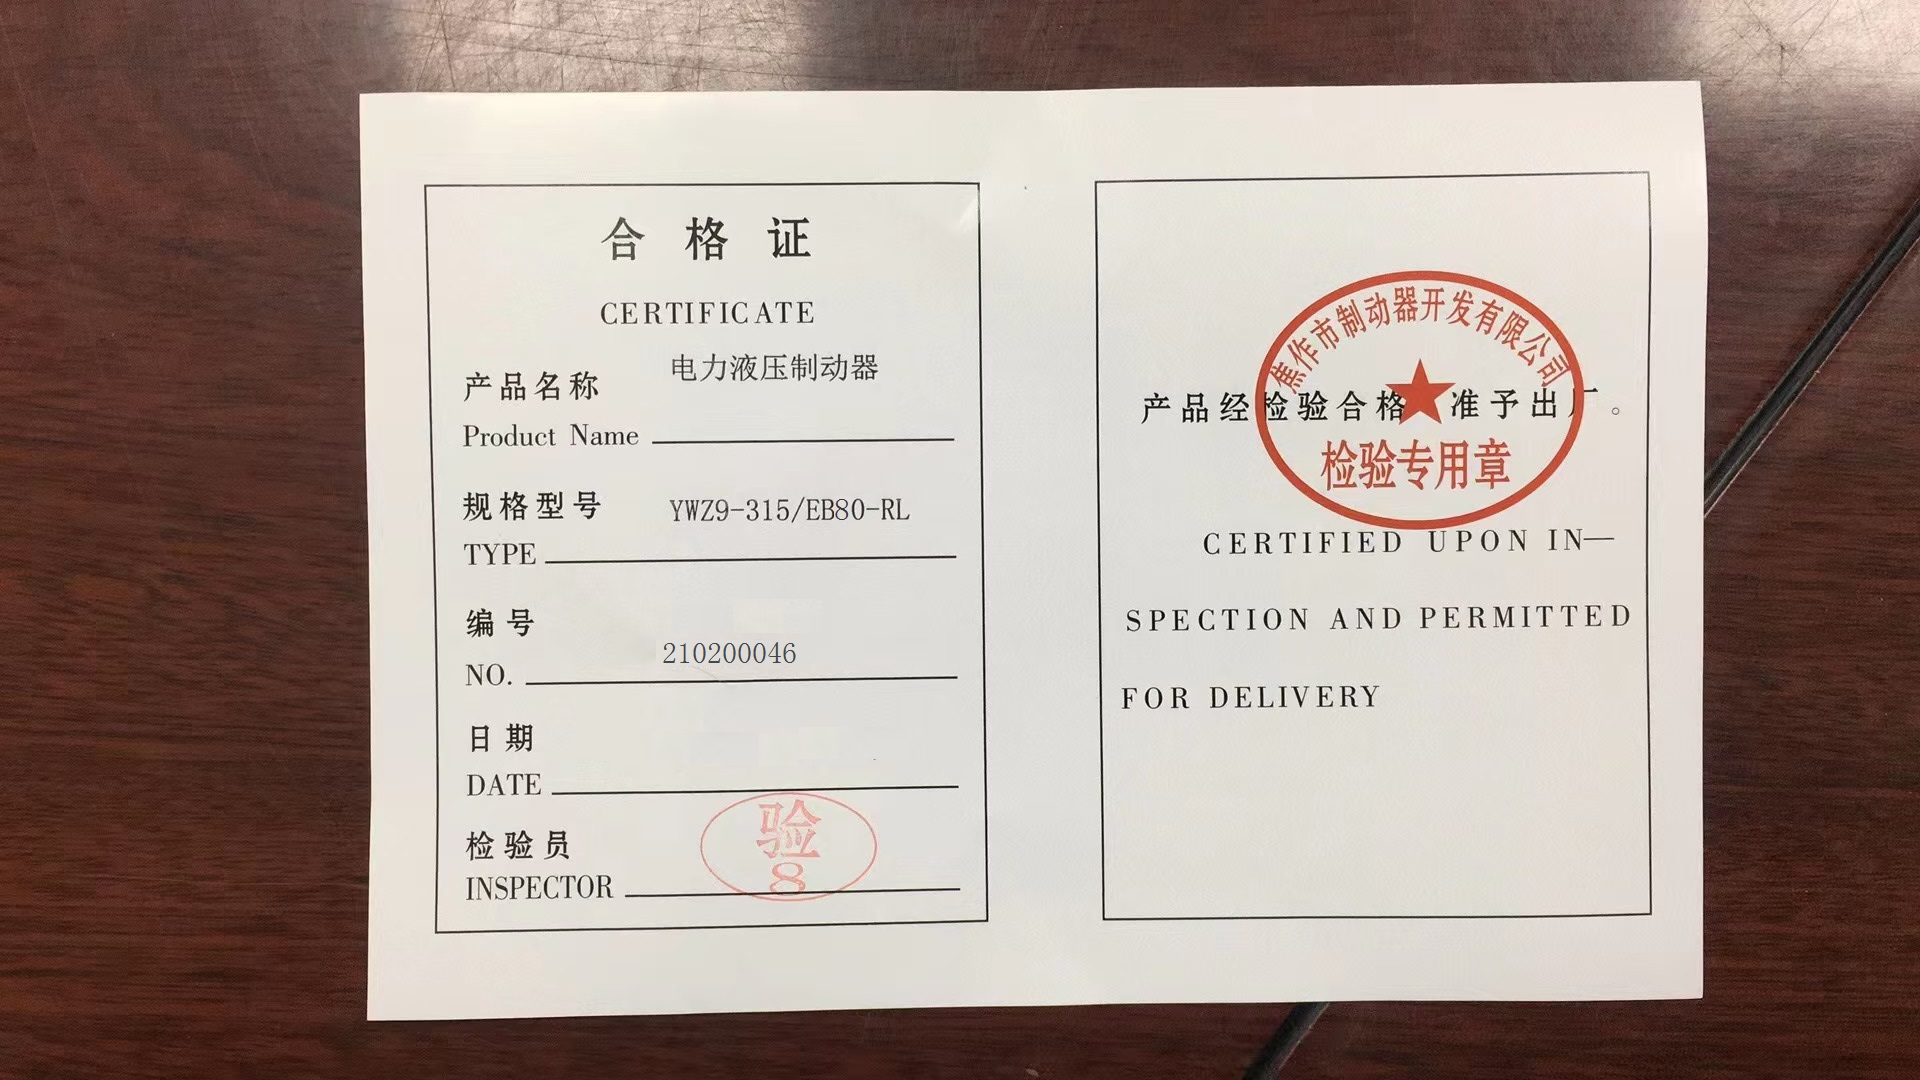 合格证
CERTIFICATE
电力液压制动器
产品名称
Product Name
规格型号 YWZ9-315/EB80-RL
TYPE
编号
210200046
NO.
日期
DATE
验
检验员
8
INSPECTOR
焦作市制动器开发有限公司
产品经检验合格 准予出厂。
检验专用章
CERTIFIED UPON IN—
SPECTION AND PERMITTED
FOR DELIVERY